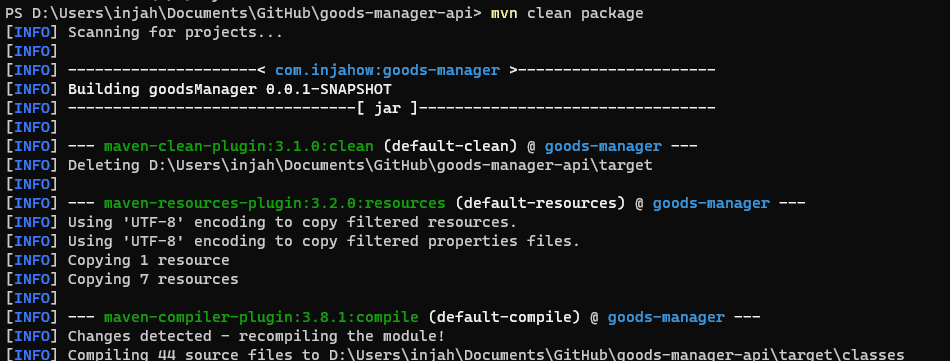 PS D:\Users\injah\Documents\GitHub\goods-manager-api> mvn clean package
[INFO] Scanning for projects...
[INFO]
[INFO] ---------------------< com.injahow:goods-manager >----------------------
[INFO] Building goodsManager 0.0.1-SNAPSHOT
[INFO] --------------------------------[ jar ]---------------------------------
[INFO]
[INFO] --- maven-clean-plugin:3.1.0:clean (default-clean) @ goods-manager ---
[INFO] Deleting D:\Users\injah\Documents\GitHub\goods-manager-api\target
[INFO]
[INFO] --- maven-resources-plugin:3.2.0:resources (default-resources) @ goods-manager ---
[INFO] Using 'UTF-8' encoding to copy filtered resources.
[INFO] Using 'UTF-8' encoding to copy filtered properties files.
[INFO] Copying 1 resource
[INFO] Copying 7 resources
[INFO]
[INFO] --- maven-compiler-plugin:3.8.1:compile (default-compile) @ goods-manager ---
[INFO] Changes detected - recompiling the module!
[INFO] Compiling 44 source files to D:\Users\injah\Documents\GitHub\goods-manager-api\target\classes